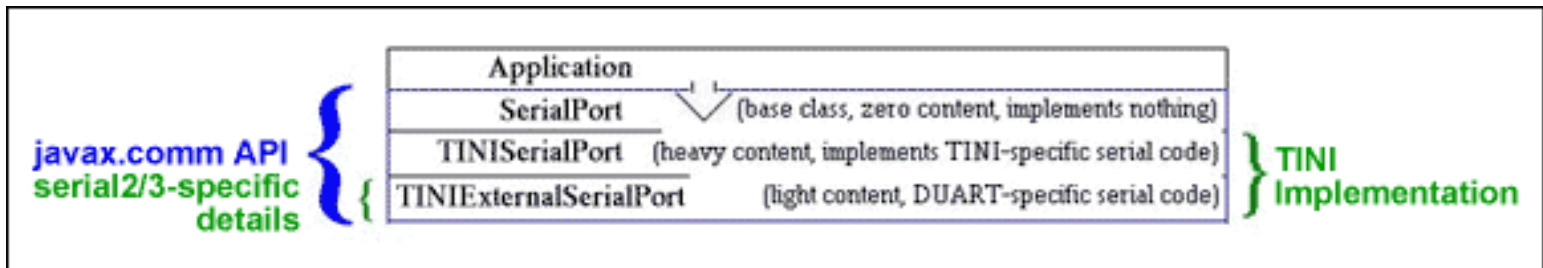 Application
SerialPort (base class, zero content, implements nothing)
javax.comm API TINISerialPort (heavy content, implements TINI-specific serial code) TINI
serial2/3-specific TINIExternalSerialPort (light content, DUART-specific serial code) Implementation
details